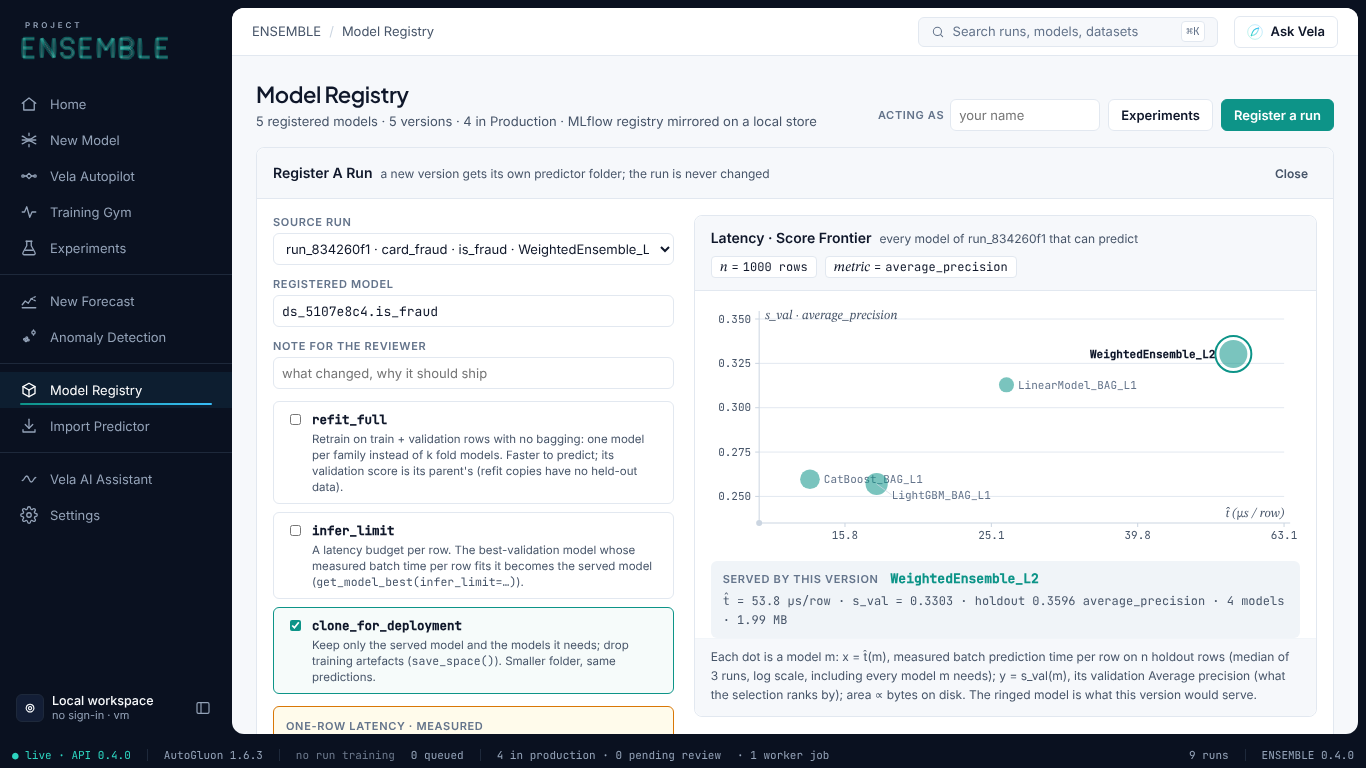 PROJECT
ENSEMBLE
Home
New Model
Vela Autopilot
Training Gym
Experiments
New Forecast
Anomaly Detection
Model Registry
Import Predictor
Vela AI Assistant
Settings
Local workspace
no sign-in · vm
ENSEMBLE / Model Registry
Search runs, models, datasets ⌘K
Ask Vela
Model Registry
5 registered models · 5 versions · 4 in Production · MLflow registry mirrored on a local store
ACTING AS your name Experiments Register a run
Register A Run a new version gets its own predictor folder; the run is never changed Close
SOURCE RUN
run_834260f1 · card_fraud · is_fraud · WeightedEnsemble_L
REGISTERED MODEL
ds_5107e8c4.is_fraud
NOTE FOR THE REVIEWER
what changed, why it should ship
refit_full
Retrain on train + validation rows with no bagging: one model
per family instead of k fold models. Faster to predict; its
validation score is its parent's (refit copies have no held-out
data).
infer_limit
A latency budget per row. The best-validation model whose
measured batch time per row fits it becomes the served model
(get_model_best(infer_limit=…)).
clone_for_deployment
Keep only the served model and the models it needs; drop
training artefacts (save_space()). Smaller folder, same
predictions.
ONE-ROW LATENCY · MEASURED
Latency · Score Frontier every model of run_834260f1 that can predict
n = 1000 rows metric = average_precision
s_val · average_precision
0.350
0.325
0.300
0.275
0.250
WeightedEnsemble_L2
LinearModel_BAG_L1
CatBoost_BAG_L1
LightGBM_BAG_L1
t̂ (µs / row)
15.8 25.1 39.8 63.1
SERVED BY THIS VERSION WeightedEnsemble_L2
t̂ = 53.8 µs/row · s_val = 0.3303 · holdout 0.3596 average_precision · 4 models
· 1.99 MB
Each dot is a model m: x = t̂(m), measured batch prediction time per row on n holdout rows (median of
3 runs, log scale, including every model m needs); y = s_val(m), its validation Average precision (what
the selection ranks by); area ∝ bytes on disk. The ringed model is what this version would serve.
live · API 0.4.0 AutoGluon 1.6.3 no run training 0 queued 4 in production · 0 pending review · 1 worker job 9 runs ENSEMBLE 0.4.0